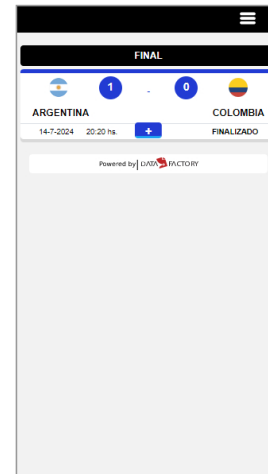 FINAL
1 - 0
ARGENTINA COLOMBIA
14-7-2024 20:20 hs. + FINALIZADO
Powered by DATA FACTORY